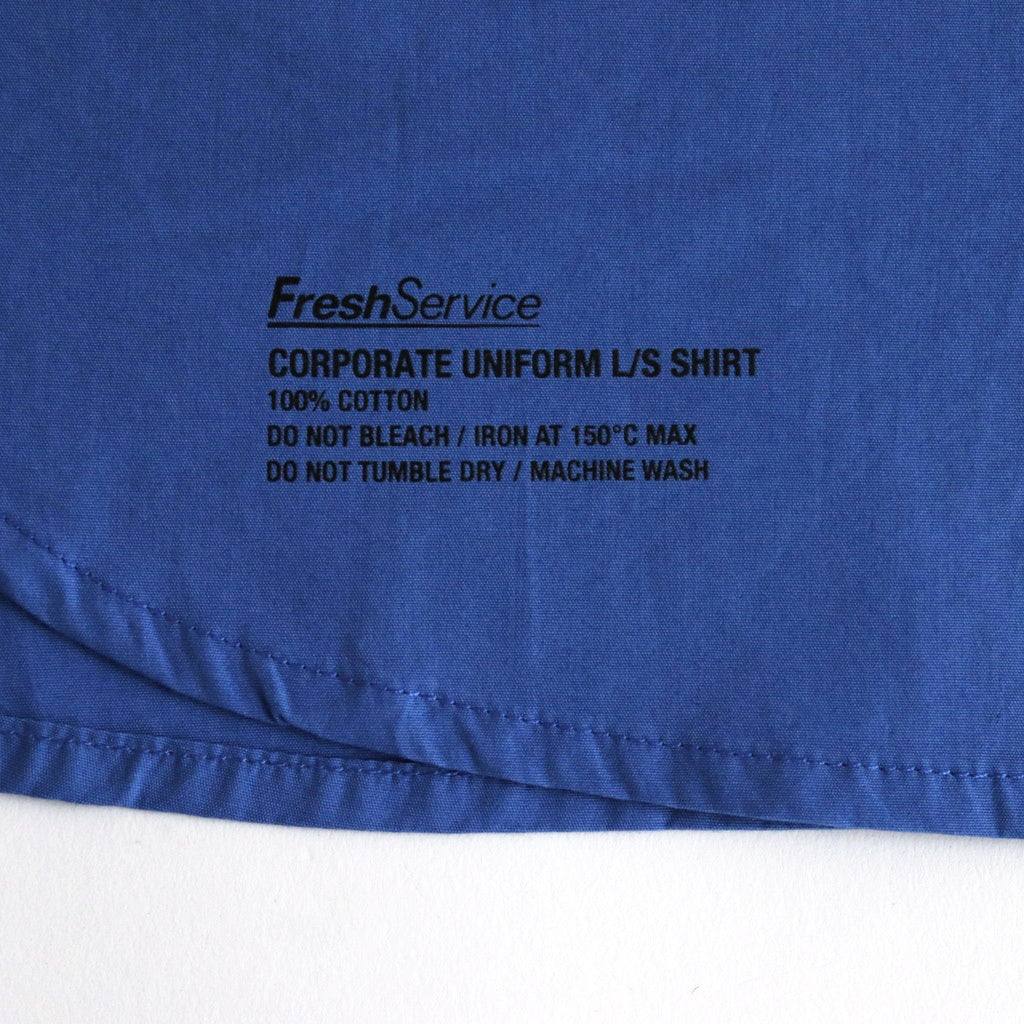 FreshService
CORPORATE UNIFORM L/S SHIRT
100% COTTON
DO NOT BLEACH / IRON AT 150°C MAX
DO NOT TUMBLE DRY / MACHINE WASH